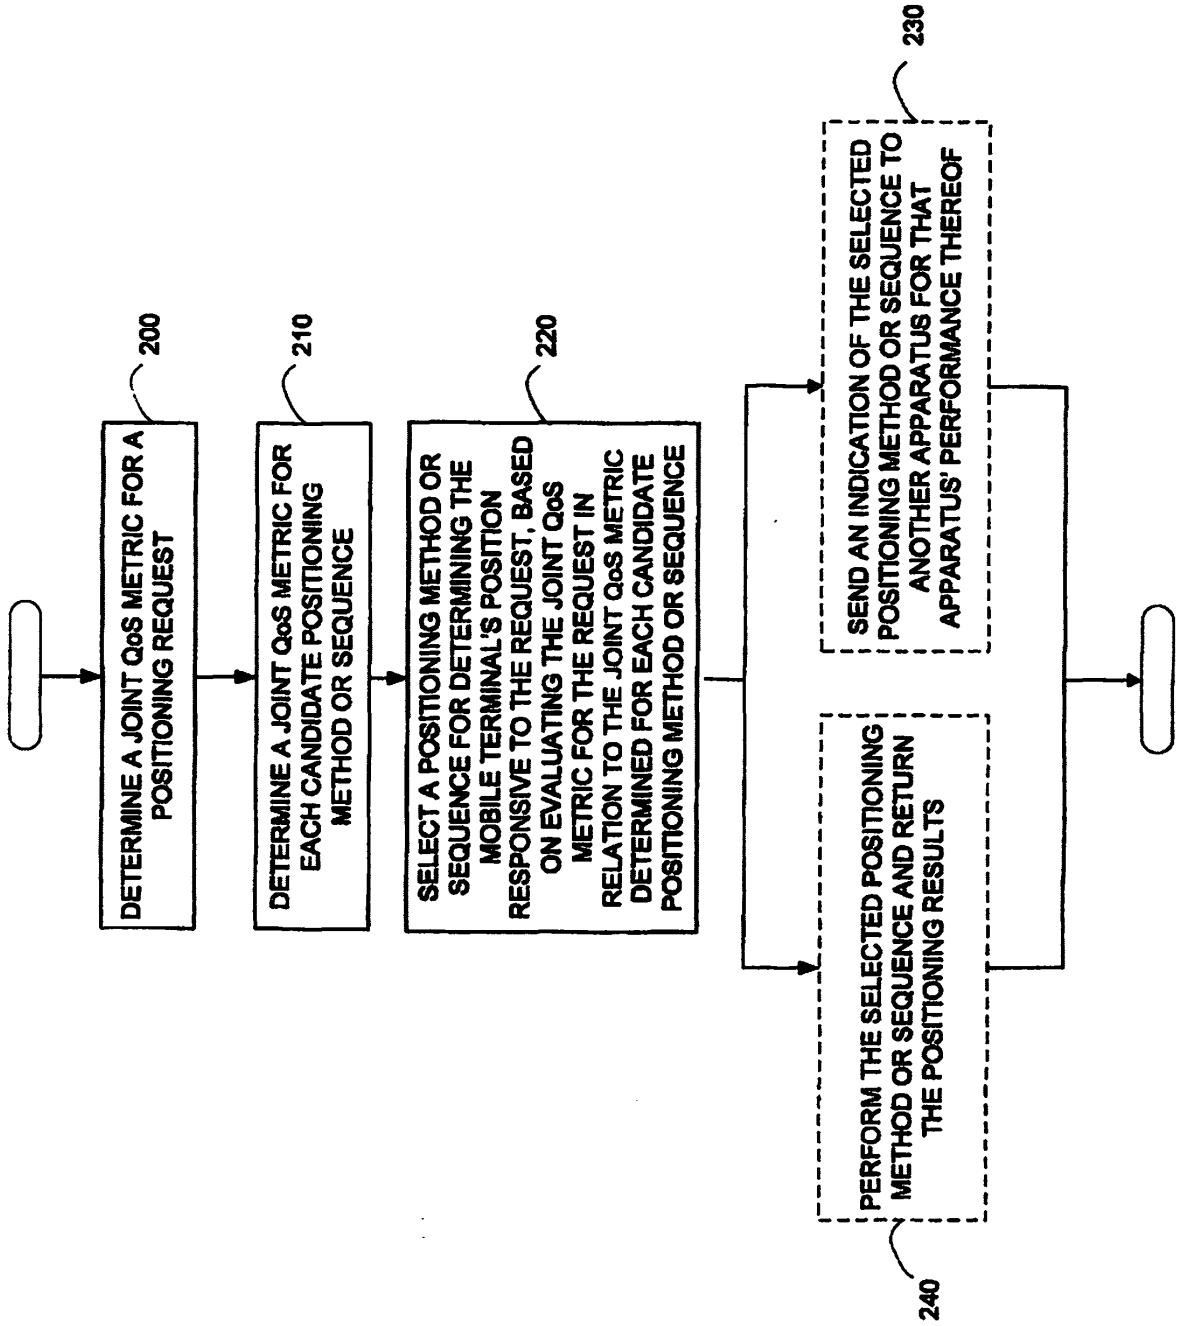 DETERMINE A JOINT QoS METRIC FOR A
POSITIONING REQUEST
200
DETERMINE A JOINT QoS METRIC FOR
EACH CANDIDATE POSITIONING
METHOD OR SEQUENCE
210
SELECT A POSITIONING METHOD OR
SEQUENCE FOR DETERMINING THE
MOBILE TERMINAL'S POSITION
RESPONSIVE TO THE REQUEST, BASED
ON EVALUATING THE JOINT QoS
METRIC FOR THE REQUEST IN
RELATION TO THE JOINT QoS METRIC
DETERMINED FOR EACH CANDIDATE
POSITIONING METHOD OR SEQUENCE
220
PERFORM THE SELECTED POSITIONING
METHOD OR SEQUENCE AND RETURN
THE POSITIONING RESULTS
240
SEND AN INDICATION OF THE SELECTED
POSITIONING METHOD OR SEQUENCE TO
ANOTHER APPARATUS FOR THAT
APPARATUS' PERFORMANCE THEREOF
230